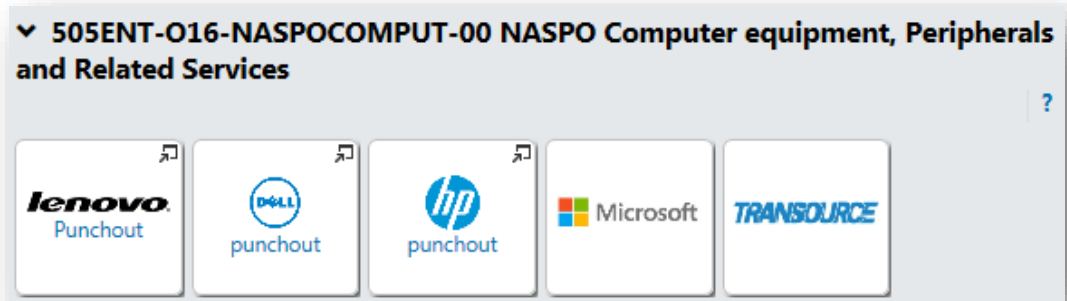 505ENT-O16-NASPOCOMPUT-00 NASPO Computer equipment, Peripherals
and Related Services
?
lenovo.
Punchout
DELL
punchout
hp
punchout
Microsoft
TRANSOURCE